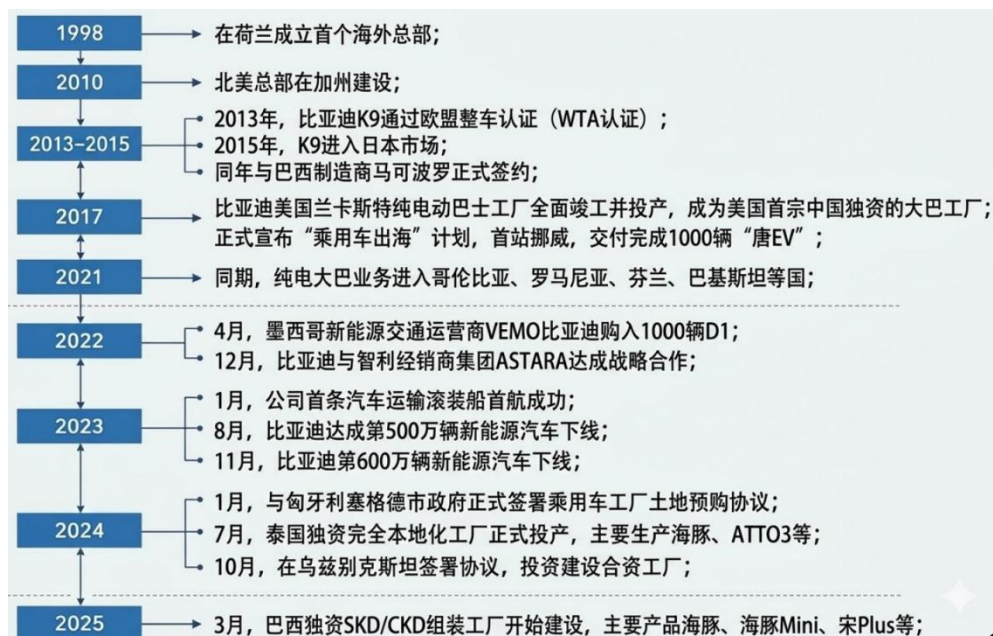 1998
在荷兰成立首个海外总部；
2010
北美总部在加州建设；
2013-2015
2013年，比亚迪K9通过欧盟整车认证（WTA认证）；
2015年，K9进入日本市场；
同年与巴西制造商马可波罗正式签约；
2017
比亚迪美国兰卡斯特纯电动巴士工厂全面竣工并投产，成为美国首宗中国独资的大巴工厂；
正式宣布“乘用车出海”计划，首站挪威，交付完成1000辆“唐EV”；
2021
同期，纯电大巴业务进入哥伦比亚、罗马尼亚、芬兰、巴基斯坦等国；
2022
4月，墨西哥新能源交通运营商VEMO比亚迪购入1000辆D1；
12月，比亚迪与智利经销商集团ASTARA达成战略合作；
2023
1月，公司首条汽车运输滚装船首航成功；
8月，比亚迪达成第500万辆新能源汽车下线；
11月，比亚迪第600万辆新能源汽车下线；
2024
1月，与匈牙利塞格德市政府正式签署乘用车工厂土地预购协议；
7月，泰国独资完全本地化工厂正式投产，主要生产海豚、ATTO3等；
10月，在乌兹别克斯坦签署协议，投资建设合资工厂；
2025
3月，巴西独资SKD/CKD组装工厂开始建设，主要产品海豚、海豚Mini、宋Plus等；